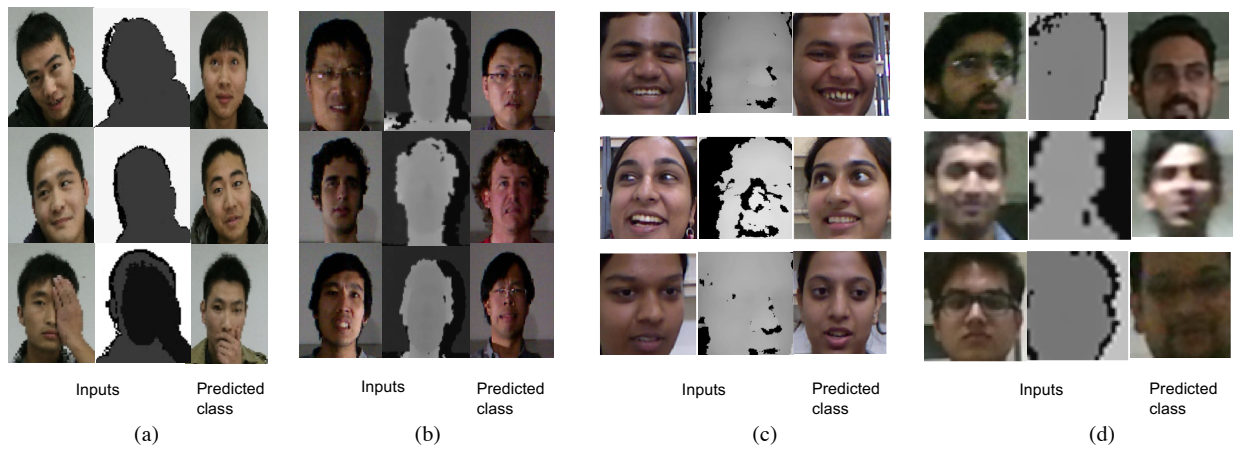 Inputs
Predicted
class
(a)
Inputs
Predicted
class
(b)
Inputs
Predicted
class
(c)
Inputs
Predicted
class
(d)